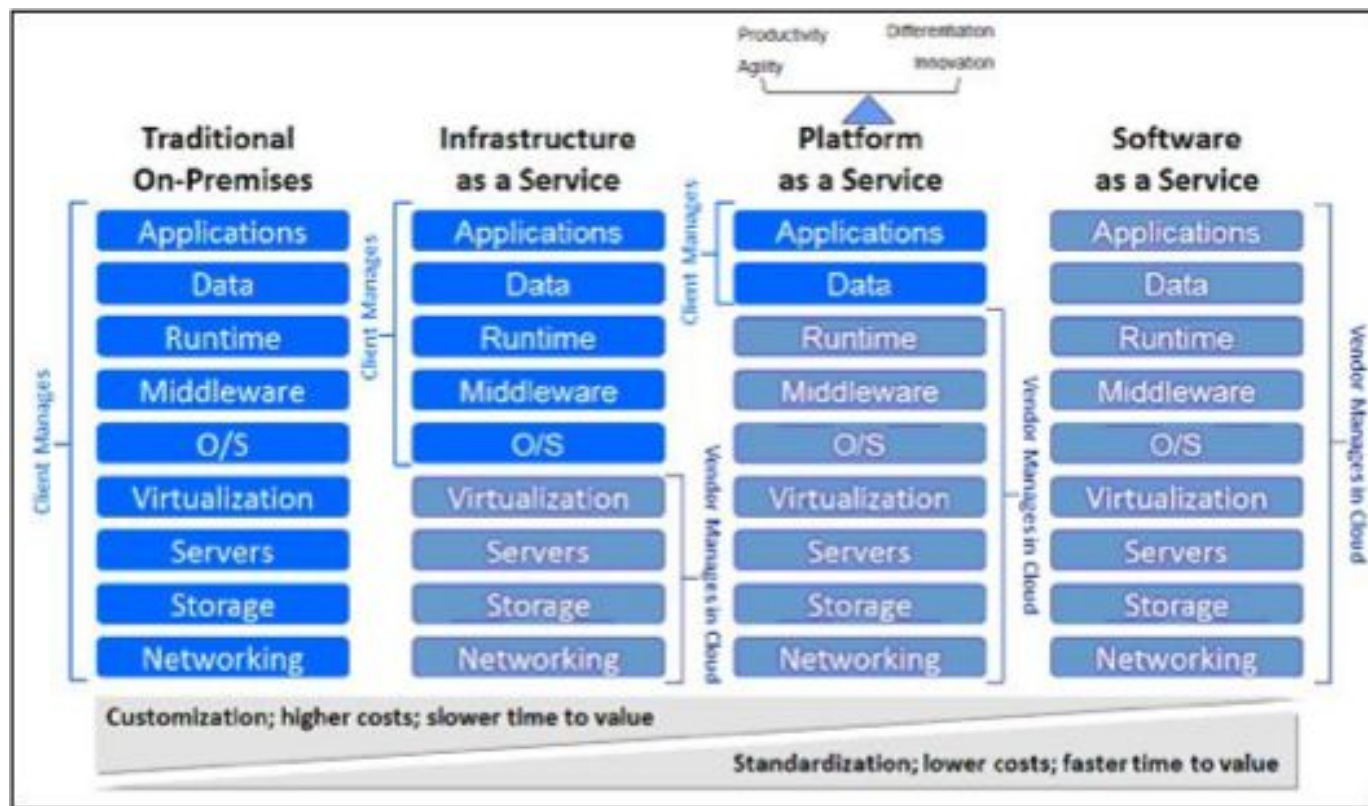 Productivity Differentiation
Agility Innovation
Traditional
On-Premises
Client Manages
Applications
Data
Runtime
Middleware
O/S
Virtualization
Servers
Storage
Networking
Infrastructure
as a Service
Client Manages
Applications
Data
Runtime
Middleware
O/S
Virtualization
Servers
Storage
Networking
Vendor Manages in Cloud
Platform
as a Service
Client Manages
Applications
Data
Runtime
Middleware
O/S
Virtualization
Servers
Storage
Networking
Vendor Manages in Cloud
Software
as a Service
Applications
Data
Runtime
Middleware
O/S
Virtualization
Servers
Storage
Networking
Vendor Manages in Cloud
Customization; higher costs; slower time to value
Standardization; lower costs; faster time to value